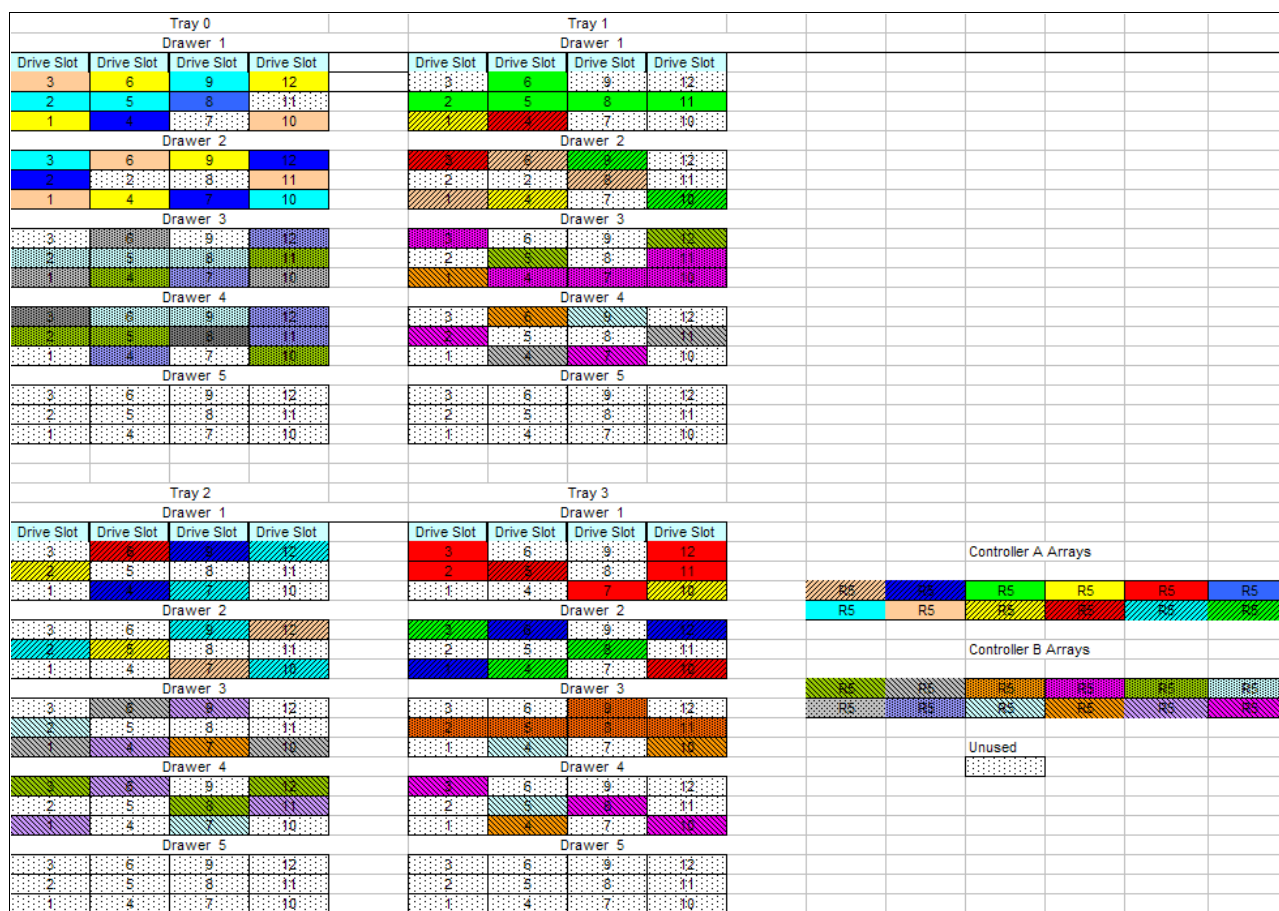 Tray 0 Tray 1
Drawer 1 Drawer 1
Drive Slot Drive Slot Drive Slot Drive Slot Drive Slot Drive Slot Drive Slot Drive Slot
3 6 9 12 3 6 9 12
2 5 8 11 2 5 8 11
1 4 7 10 1 4 7 10
Drawer 2 Drawer 2
3 6 9 12 3 6 9 12
2 2 8 11 2 2 8 11
1 4 7 10 1 4 7 10
Drawer 3 Drawer 3
3 6 9 12 3 6 9 12
2 5 8 11 2 5 8 11
1 4 7 10 1 4 7 10
Drawer 4 Drawer 4
3 6 9 12 3 6 9 12
2 5 8 11 2 5 8 11
1 4 7 10 1 4 7 10
Drawer 5 Drawer 5
3 6 9 12 3 6 9 12
2 5 8 11 2 5 8 11
1 4 7 10 1 4 7 10
Tray 2 Tray 3
Drawer 1 Drawer 1
Drive Slot Drive Slot Drive Slot Drive Slot Drive Slot Drive Slot Drive Slot Drive Slot
3 6 9 12 3 6 9 12 Controller A Arrays
2 5 8 11 2 5 8 11
1 4 7 10 1 4 7 10 R5 R5 R5 R5 R5 R5
Drawer 2 Drawer 2 R5 R5 R5 R5 R5 R5
3 6 9 12 3 6 9 12
2 5 8 11 2 5 8 11 Controller B Arrays
1 4 7 10 1 4 7 10
Drawer 3 Drawer 3 R5 R5 R5 R5 R5 R5
3 6 9 12 3 6 9 12 R5 R5 R5 R5 R5 R5
2 5 8 11 2 5 8 11
1 4 7 10 1 4 7 10 Unused
Drawer 4 Drawer 4
3 6 9 12 3 6 9 12
2 5 8 11 2 5 8 11
1 4 7 10 1 4 7 10
Drawer 5 Drawer 5
3 6 9 12 3 6 9 12
2 5 8 11 2 5 8 11
1 4 7 10 1 4 7 10